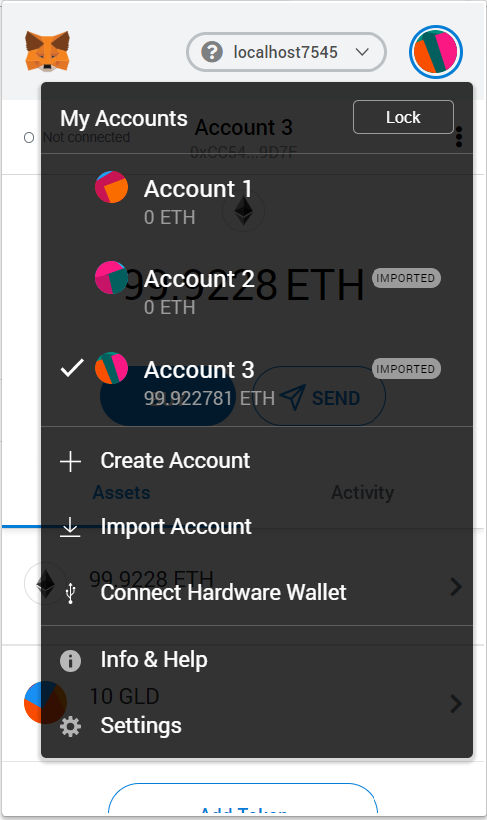 localhost7545
My Accounts
Lock
Not connected
Account 3
0xCC54...9D7F
Account 1
0 ETH
99.9228 ETH
Account 2
IMPORTED
0 ETH
Account 3
IMPORTED
99.922781 ETH
SEND
Create Account
Assets
Activity
Import Account
99.9228 ETH
Connect Hardware Wallet
Info & Help
10 GLD
Settings
Add Token